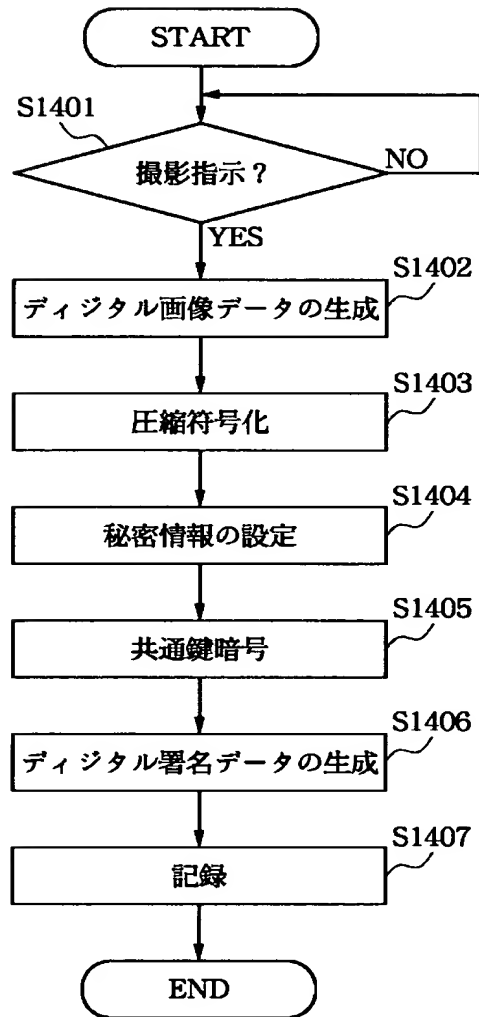 START
S1401
撮影指示?
NO
YES
S1402
ディジタル画像データの生成
S1403
圧縮符号化
S1404
秘密情報の設定
S1405
共通鍵暗号
S1406
ディジタル署名データの生成
S1407
記録
END